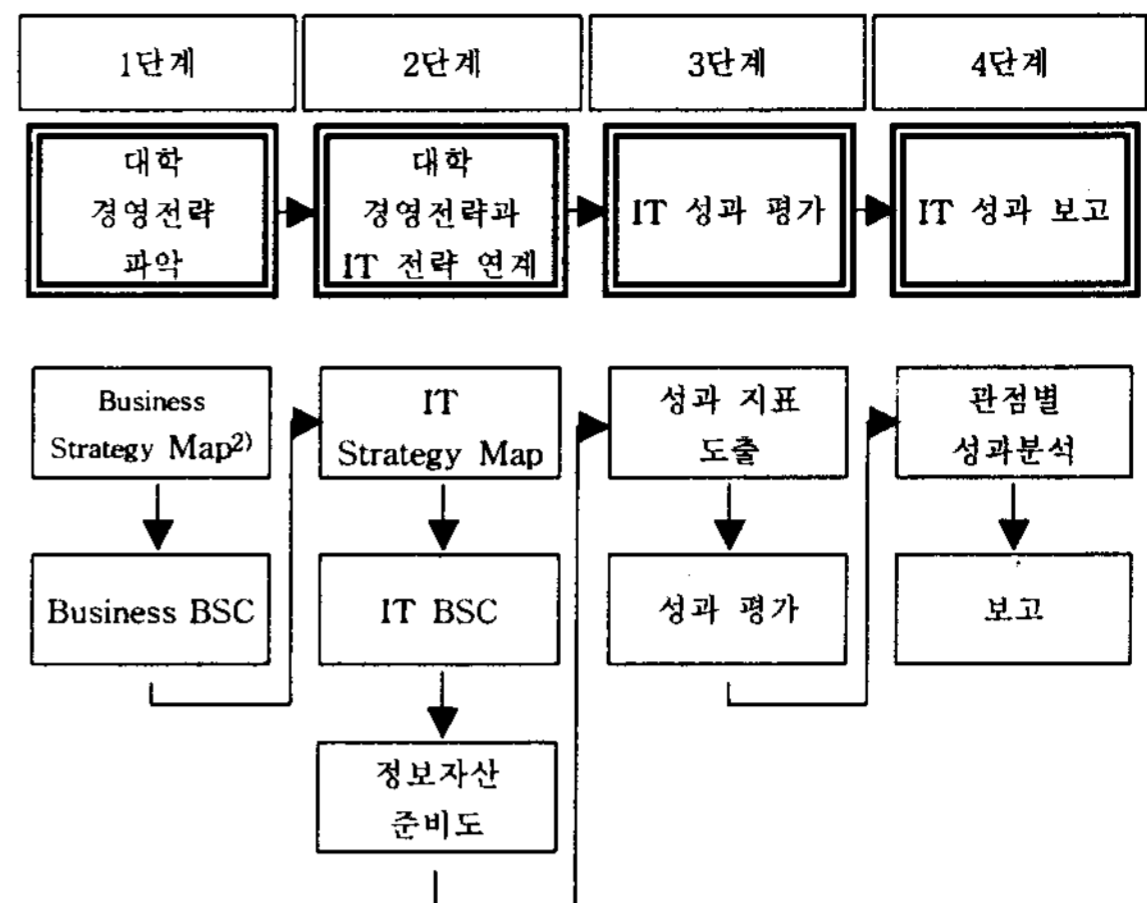 1단계
2단계
3단계
4단계
대학
경영전략
파악
대학
경영전략과
IT 전략 연계
IT 성과 평가
IT 성과 보고
Business
Strategy Map2)
IT
Strategy Map
성과 지표
도출
관점별
성과분석
Business BSC
IT BSC
성과 평가
보고
정보자산
준비도